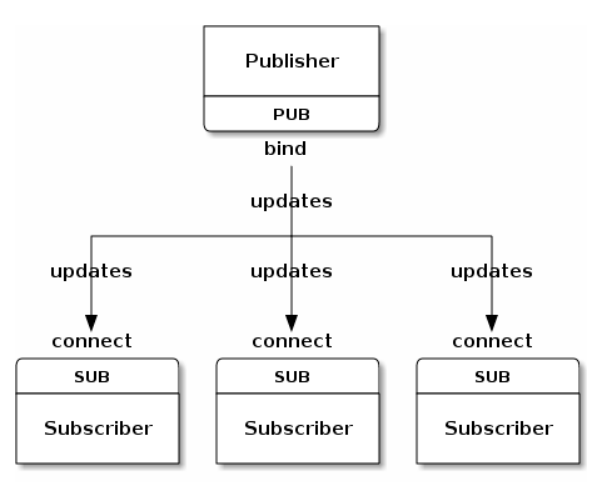 Publisher
PUB
bind
updates
updates updates updates
connect connect connect
SUB SUB SUB
Subscriber Subscriber Subscriber